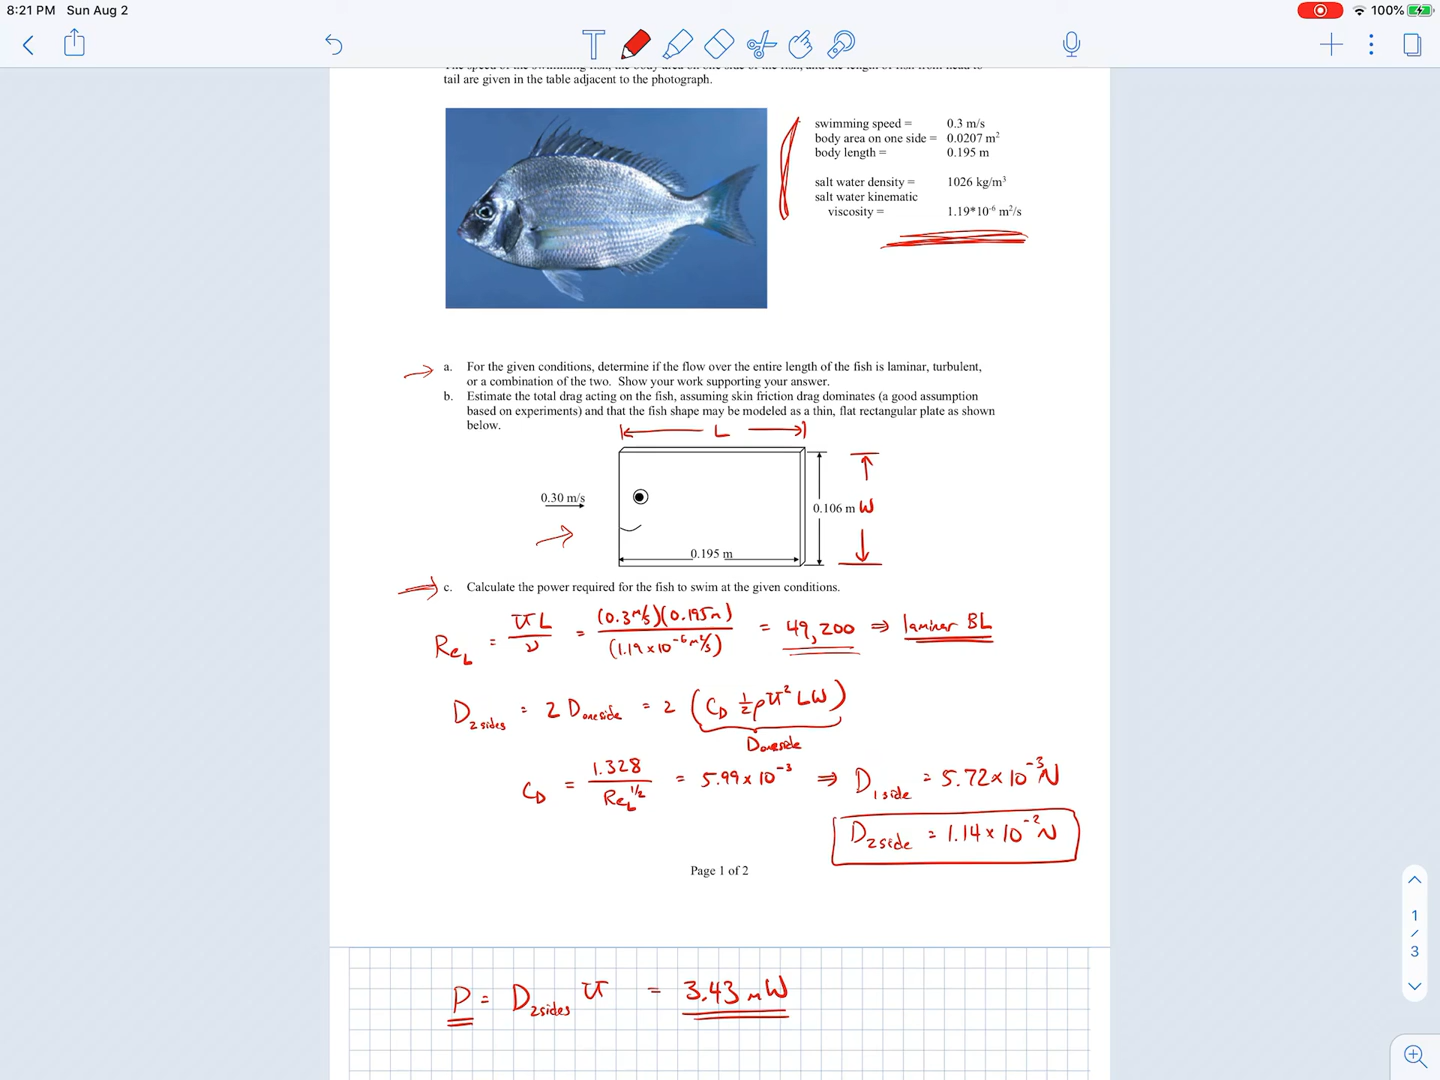 8:21 PM Sun Aug 2
100%
tail are given in the table adjacent to the photograph.
swimming speed = 0.3 m/s
body area on one side = 0.0207 m²
body length = 0.195 m
salt water density = 1026 kg/m³
salt water kinematic
viscosity = 1.19*10⁻⁶ m²/s
a. For the given conditions, determine if the flow over the entire length of the fish is laminar, turbulent,
or a combination of the two. Show your work supporting your answer.
b. Estimate the total drag acting on the fish, assuming skin friction drag dominates (a good assumption
based on experiments) and that the fish shape may be modeled as a thin, flat rectangular plate as shown
below.
L
0.30 m/s
0.106 m W
0.195 m
c. Calculate the power required for the fish to swim at the given conditions.
Re_L = UL/ν = (0.3 m/s)(0.195 m)/(1.19 x 10⁻⁶ m²/s) = 49,200 ⇒ laminar BL
D_2 sides = 2 D_one side = 2 (C_D ½ρU² LW)
D_one side
C_D = 1.328/Re_L^1/2 = 5.99 x 10⁻³ ⇒ D_1 side = 5.72 x 10⁻³ N
D_2 side = 1.14 x 10⁻² N
Page 1 of 2
P = D_2 sides U = 3.43 mW
1
/
3